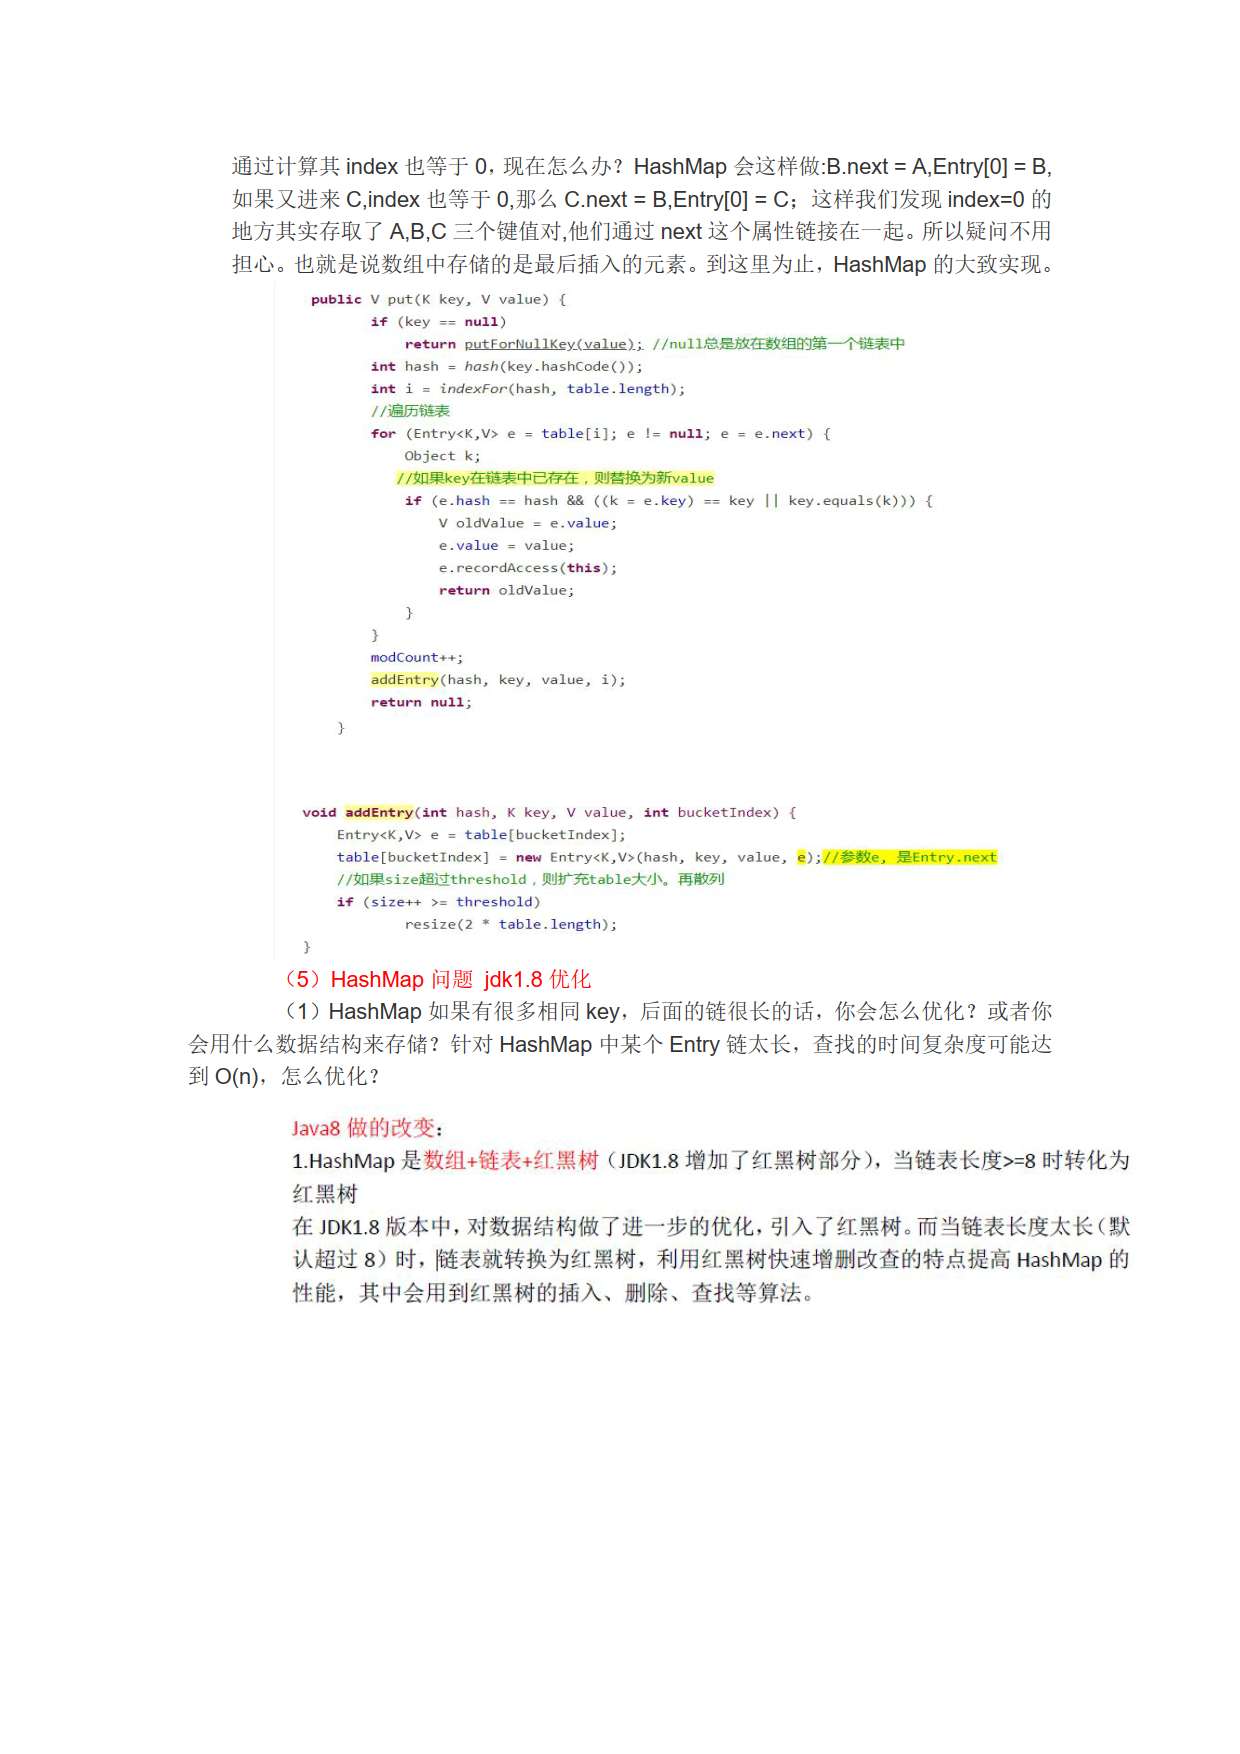 通过计算其 index 也等于 0，现在怎么办？HashMap 会这样做:B.next = A,Entry[0] = B,
如果又进来 C,index 也等于 0,那么 C.next = B,Entry[0] = C；这样我们发现 index=0 的
地方其实存取了 A,B,C 三个键值对,他们通过 next 这个属性链接在一起。所以疑问不用
担心。也就是说数组中存储的是最后插入的元素。到这里为止，HashMap 的大致实现。
public V put(K key, V value) {
if (key == null)
return putForNullKey(value); //null总是放在数组的第一个链表中
int hash = hash(key.hashCode());
int i = indexFor(hash, table.length);
//遍历链表
for (Entry<K,V> e = table[i]; e != null; e = e.next) {
Object k;
//如果key在链表中已存在，则替换为新value
if (e.hash == hash && ((k = e.key) == key || key.equals(k))) {
V oldValue = e.value;
e.value = value;
e.recordAccess(this);
return oldValue;
}
}
modCount++;
addEntry(hash, key, value, i);
return null;
}
void addEntry(int hash, K key, V value, int bucketIndex) {
Entry<K,V> e = table[bucketIndex];
table[bucketIndex] = new Entry<K,V>(hash, key, value, e);//参数e, 是Entry.next
//如果size超过threshold，则扩充table大小。再散列
if (size++ >= threshold)
resize(2 * table.length);
}
（5）HashMap 问题 jdk1.8 优化
（1）HashMap 如果有很多相同 key，后面的链很长的话，你会怎么优化？或者你
会用什么数据结构来存储？针对 HashMap 中某个 Entry 链太长，查找的时间复杂度可能达
到 O(n)，怎么优化？
Java8 做的改变：
1.HashMap 是数组+链表+红黑树（JDK1.8 增加了红黑树部分），当链表长度>=8 时转化为
红黑树
在 JDK1.8 版本中，对数据结构做了进一步的优化，引入了红黑树。而当链表长度太长（默
认超过 8）时，链表就转换为红黑树，利用红黑树快速增删改查的特点提高 HashMap 的
性能，其中会用到红黑树的插入、删除、查找等算法。